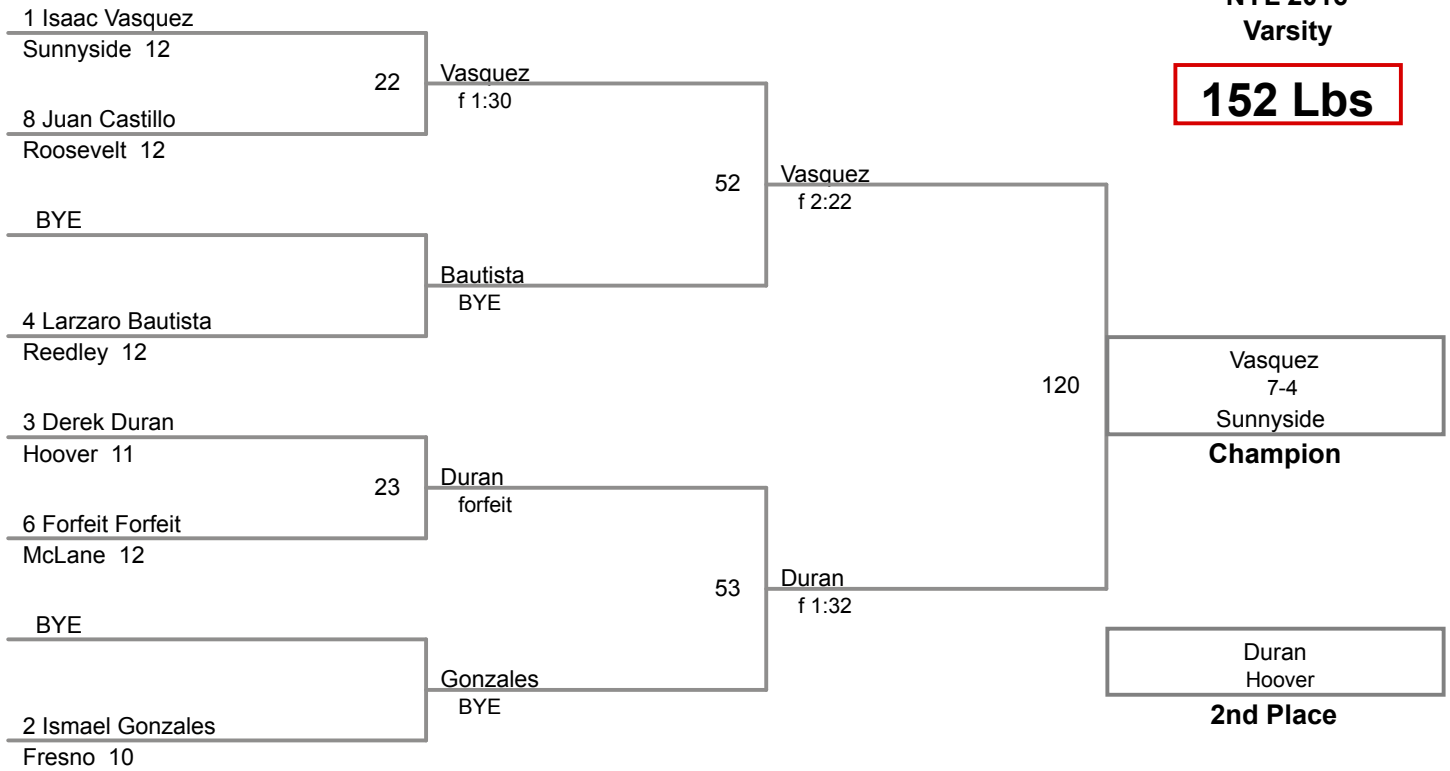 Varsity
152 Lbs
1 Isaac Vasquez
Sunnyside 12
22
8 Juan Castillo
Roosevelt 12
BYE
4 Larzaro Bautista
Reedley 12
3 Derek Duran
Hoover 11
23
6 Forfeit Forfeit
McLane 12
BYE
2 Ismael Gonzales
Fresno 10
Vasquez
f 1:30
52
Bautista
BYE
Duran
forfeit
53
Gonzales
BYE
Vasquez
f 2:22
120
Duran
f 1:32
Vasquez
7-4
Sunnyside
Champion
Duran
Hoover
2nd Place